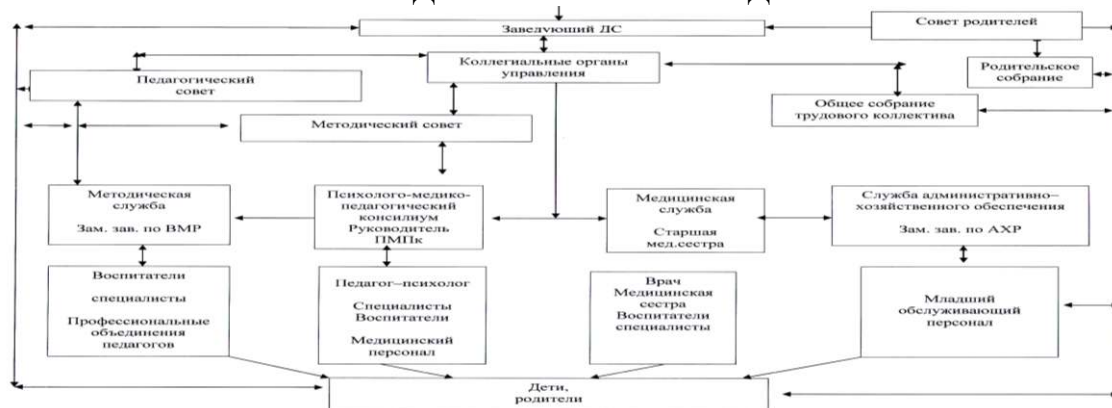 Заведующий ДС
Совет родителей
Коллегиальные органы
управления
Родительское
собрание
Педагогический
совет
Общее собрание
трудового коллектива
Методический совет
Методическая
служба
Зам. зав. по ВМР
Психолого-медико-
педагогический
консилиум
Руководитель
ПМПк
Медицинская
служба
Старшая
мед.сестра
Служба административно–
хозяйственного обеспечения
Зам. зав. по АХР
Воспитатели
специалисты
Профессиональные
объединения
педагогов
Педагог–психолог
Специалисты
Воспитатели
Медицинский
персонал
Врач
Медицинская
сестра
Воспитатели
специалисты
Младший
обслуживающий
персонал
Дети,
родители